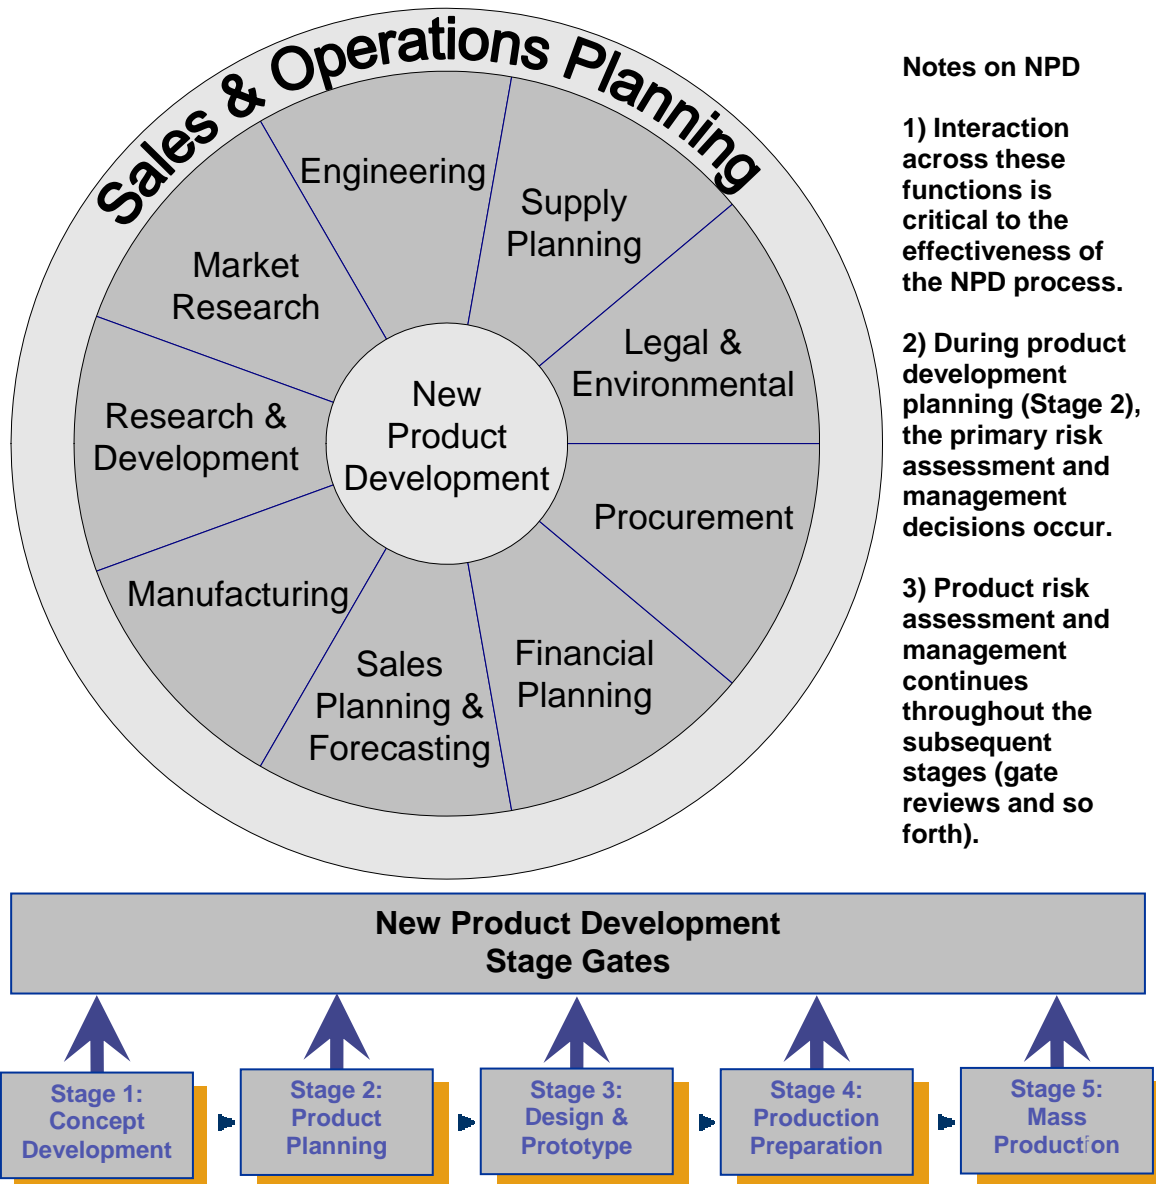 Sales & Operations Planning
Engineering
Supply
Planning
Market
Research
Legal &
Environmental
New
Product
Development
Research &
Development
Procurement
Manufacturing
Sales
Planning &
Forecasting
Financial
Planning
Notes on NPD
1) Interaction
across these
functions is
critical to the
effectiveness of
the NPD process.
2) During product
development
planning (Stage 2),
the primary risk
assessment and
management
decisions occur.
3) Product risk
assessment and
management
continues
throughout the
subsequent
stages (gate
reviews and so
forth).
New Product Development
Stage Gates
Stage 1:
Concept
Development
Stage 2:
Product
Planning
Stage 3:
Design &
Prototype
Stage 4:
Production
Preparation
Stage 5:
Mass
Production